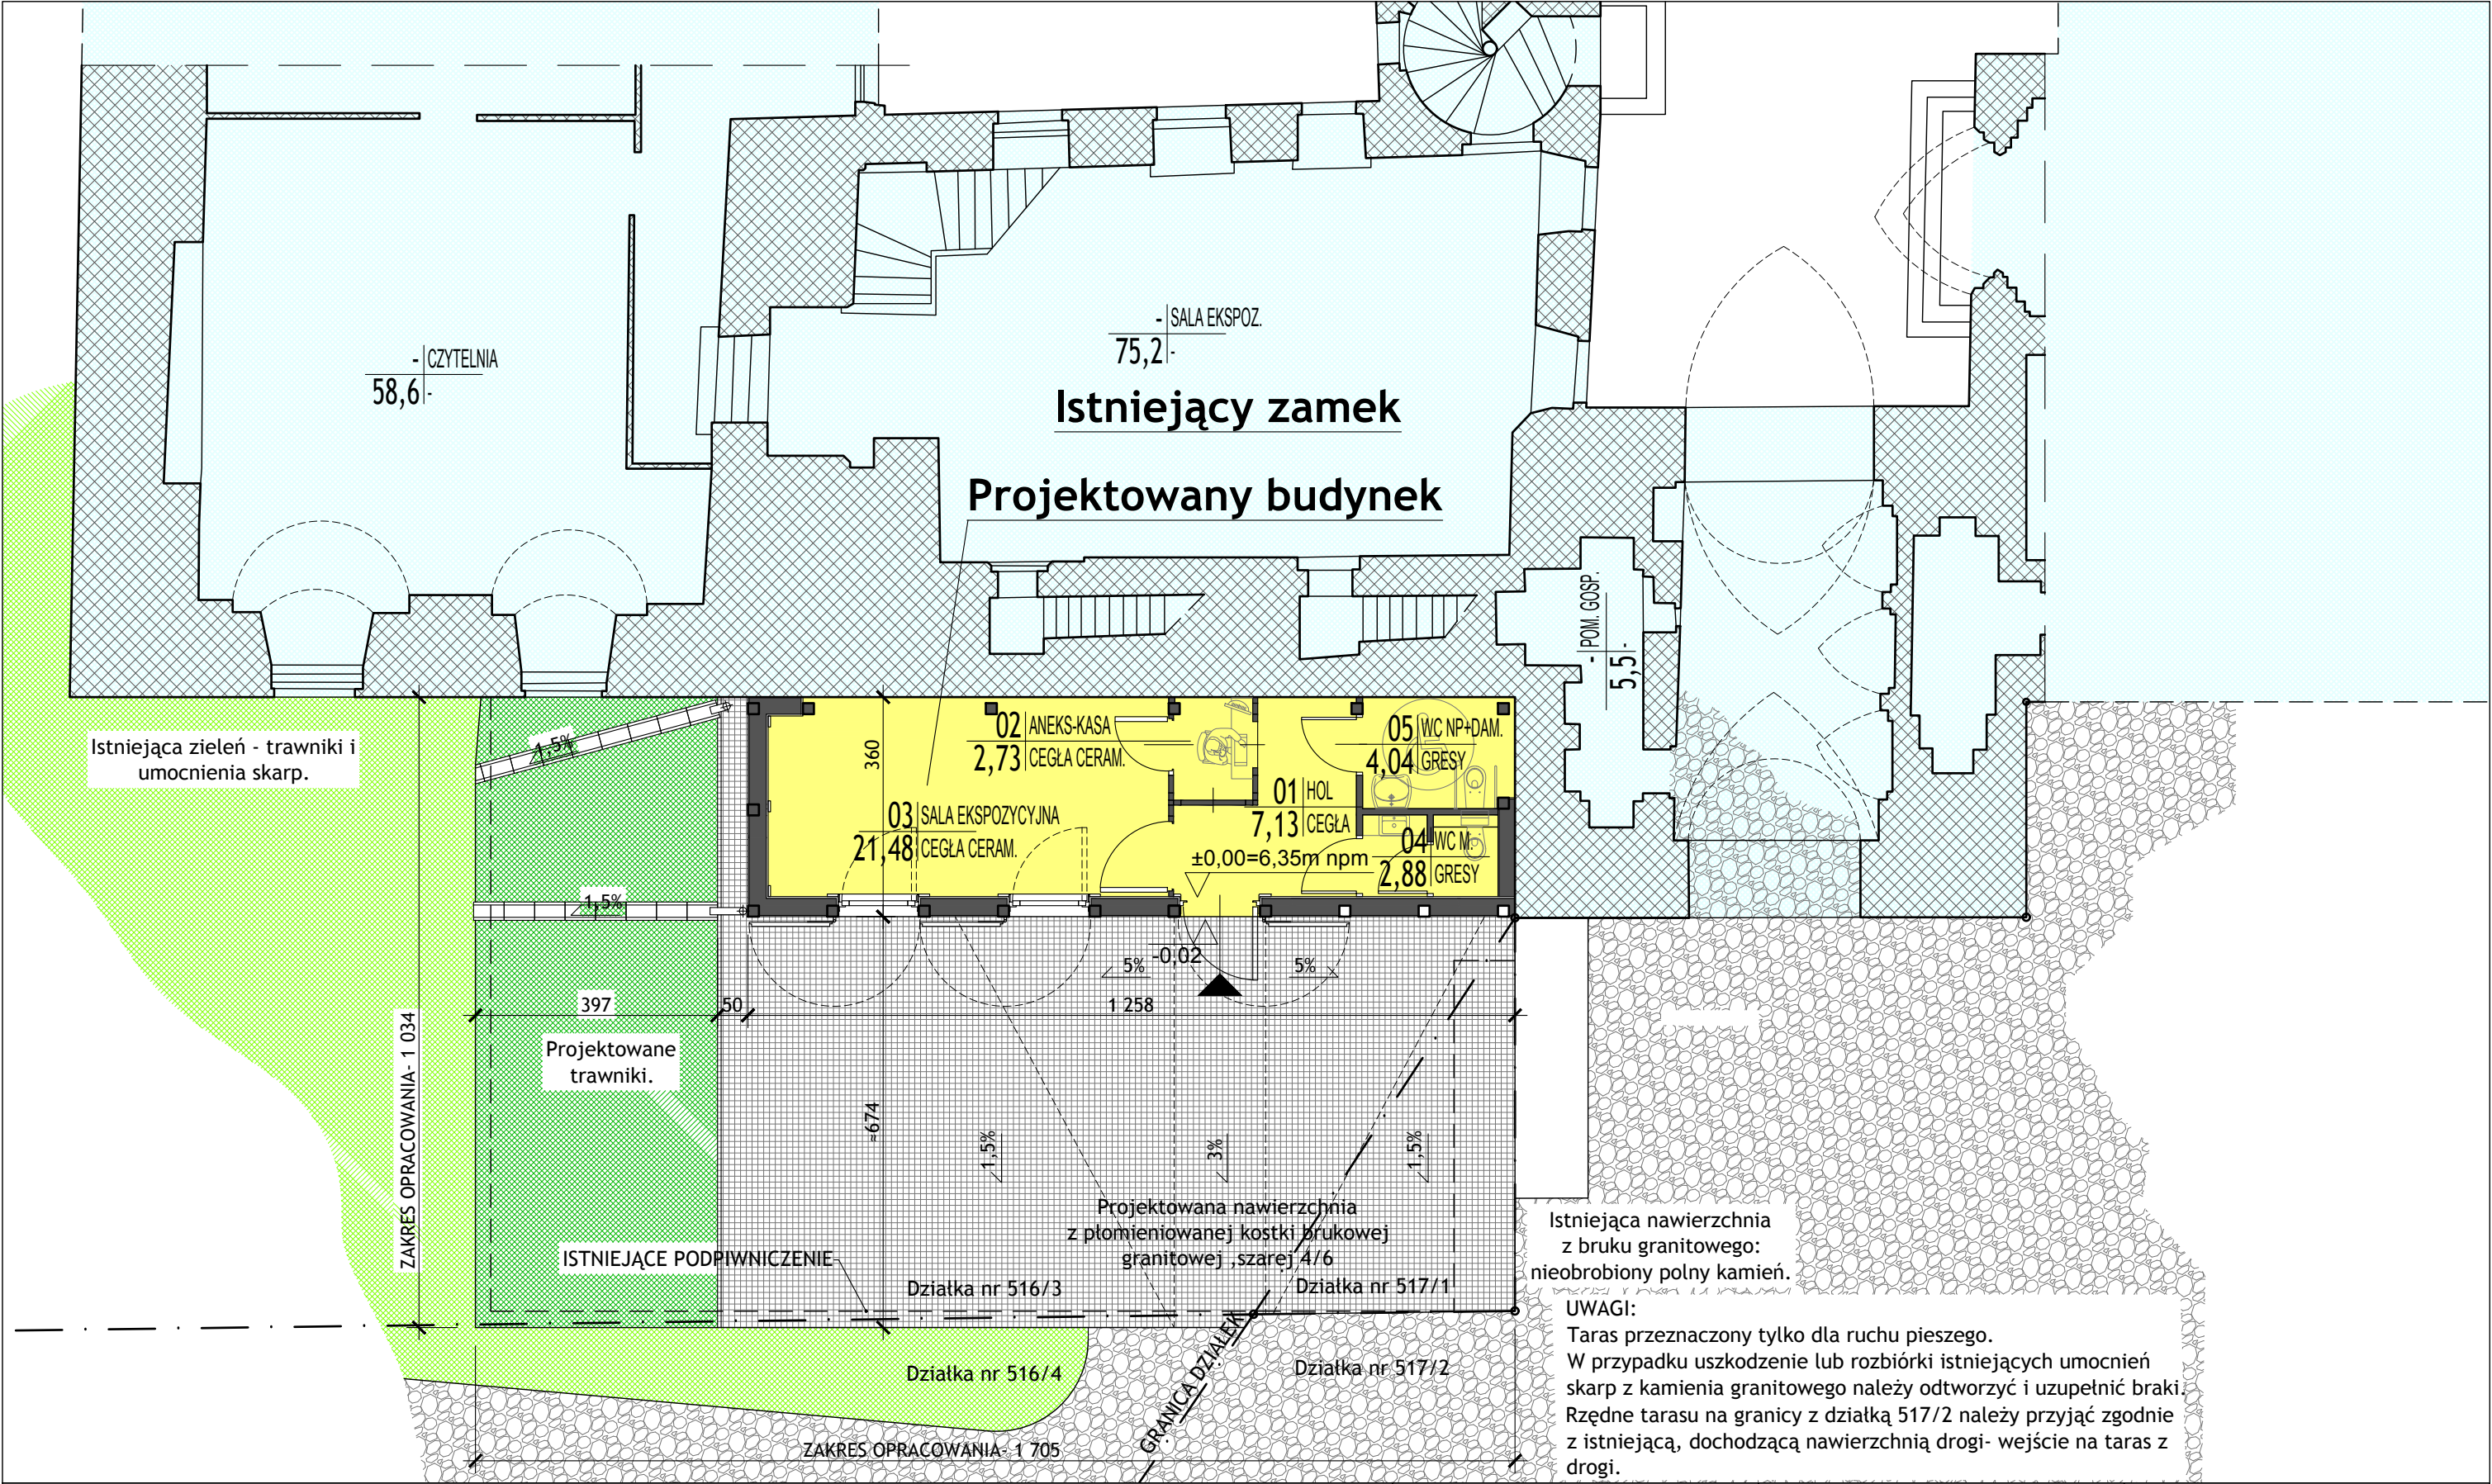 - SALA EKSPOZ.
75,2 -
- CZYTELNIA
58,6 -
Istniejący zamek
Projektowany budynek
- POM. GOSP.
5,5 -
Istniejąca zieleń - trawniki i
umocnienia skarp.
1,5%
360
02 ANEKS-KASA
2,73 CEGŁA CERAM.
05 WC NP+DAM.
4,04 GRESY
01 HOL
7,13 CEGŁA
03 SALA EKSPOZYCYJNA
21,48 CEGŁA CERAM.
04 WC M.
2,88 GRESY
±0,00=6,35m npm
1,5%
-0,02
5%
5%
397
50
1 258
Projektowane
trawniki.
ZAKRES OPRACOWANIA- 1 034
≈674
1,5%
3%
1,5%
Projektowana nawierzchnia
z płomieniowanej kostki brukowej
granitowej ,szarej 4/6
ISTNIEJĄCE PODPIWNICZENIE
Działka nr 516/3
Działka nr 517/1
Istniejąca nawierzchnia
z bruku granitowego:
nieobrobiony polny kamień.
Działka nr 516/4
Działka nr 517/2
GRANICA DZIAŁEK
ZAKRES OPRACOWANIA- 1 705
UWAGI:
Taras przeznaczony tylko dla ruchu pieszego.
W przypadku uszkodzenie lub rozbiórki istniejących umocnień
skarp z kamienia granitowego należy odtworzyć i uzupełnić braki.
Rzędne tarasu na granicy z działką 517/2 należy przyjąć zgodnie
z istniejącą, dochodzącą nawierzchnią drogi- wejście na taras z
drogi.